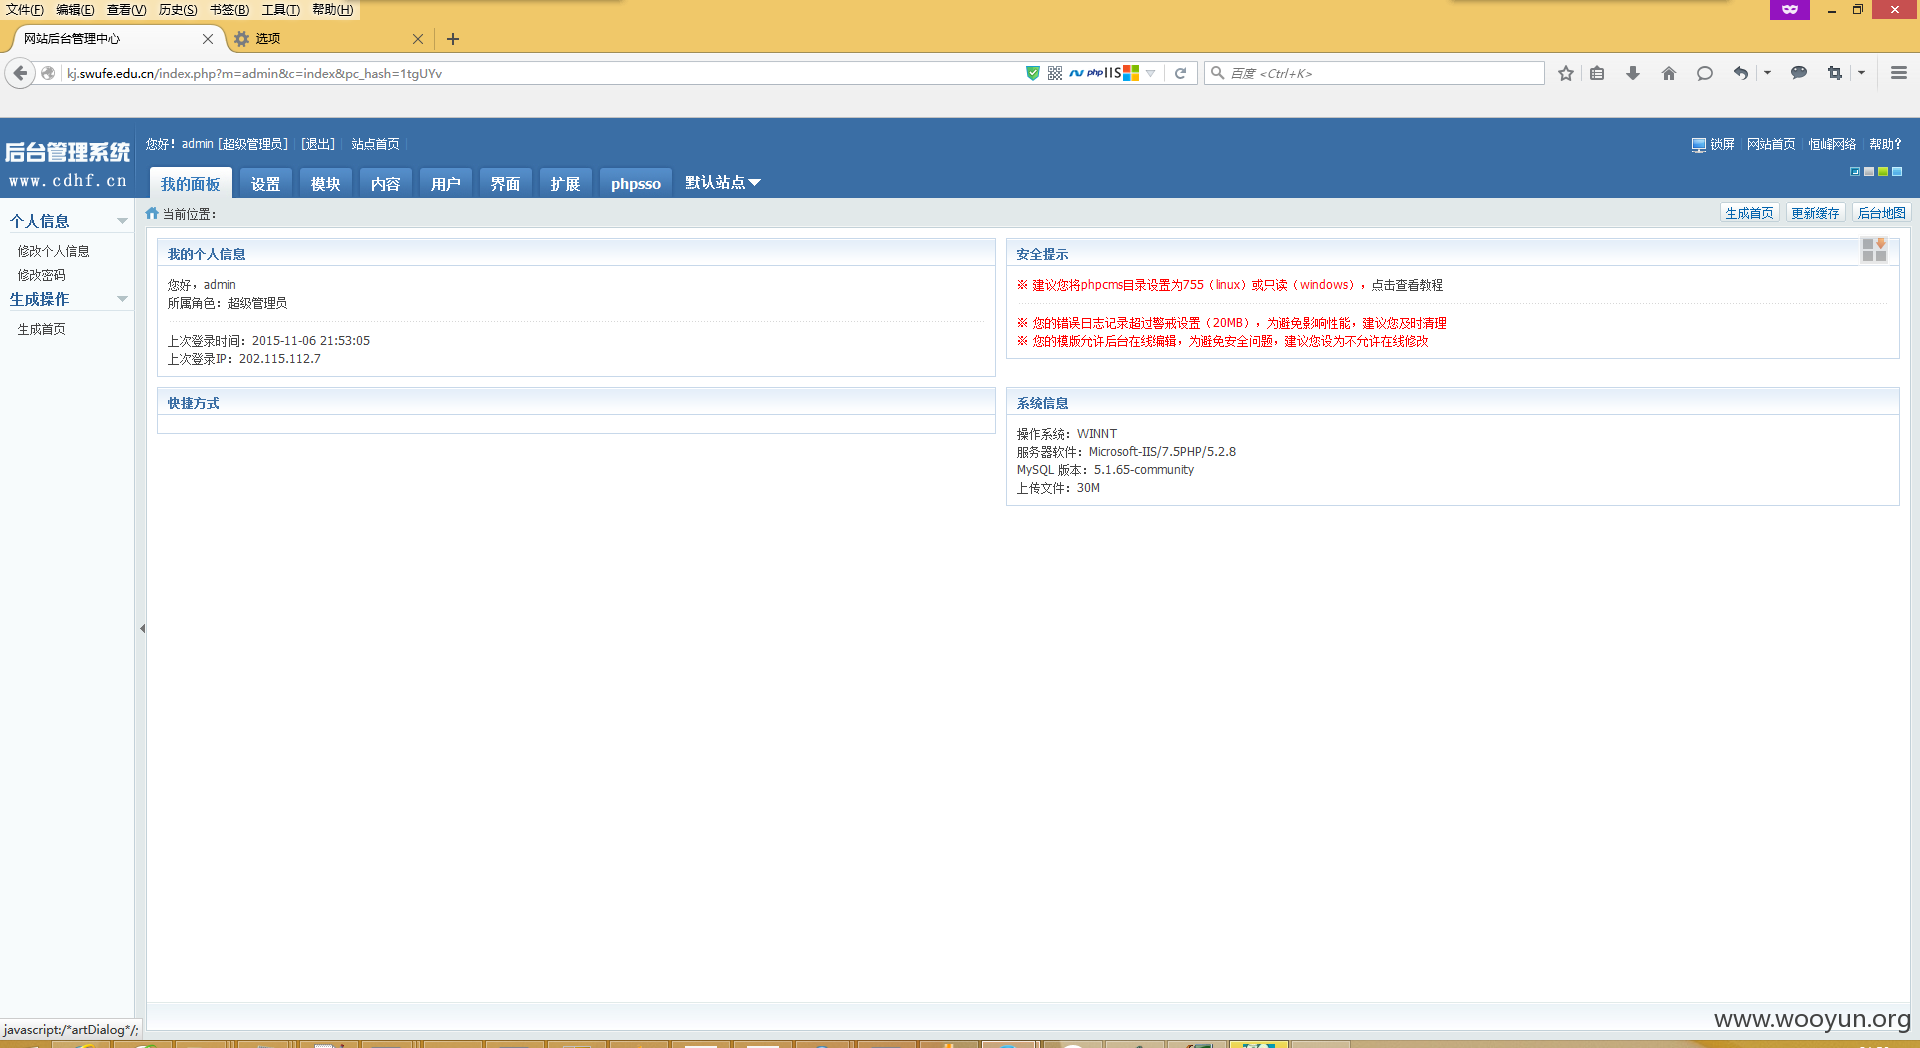 文件(F) 编辑(E) 查看(V) 历史(S) 书签(B) 工具(T) 帮助(H)
网站后台管理中心
选项
kj.swufe.edu.cn/index.php?m=admin&c=index&pc_hash=1tgUYv
php IIS
百度 <Ctrl+K>
后台管理系统
www.cdhf.cn
您好！admin [超级管理员] [退出] 站点首页
锁屏 网站首页 恒峰网络 帮助?
我的面板 设置 模块 内容 用户 界面 扩展 phpsso 默认站点
个人信息
修改个人信息
修改密码
生成操作
生成首页
当前位置：
生成首页 更新缓存 后台地图
我的个人信息
您好，admin
所属角色：超级管理员
上次登录时间：2015-11-06 21:53:05
上次登录IP：202.115.112.7
快捷方式
安全提示
※ 建议您将phpcms目录设置为755（linux）或只读（windows），点击查看教程
※ 您的错误日志记录超过警戒设置（20MB），为避免影响性能，建议您及时清理
※ 您的模版允许后台在线编辑，为避免安全问题，建议您设为不允许在线修改
系统信息
操作系统：WINNT
服务器软件：Microsoft-IIS/7.5PHP/5.2.8
MySQL 版本：5.1.65-community
上传文件：30M
javascript:/*artDialog*/;
www.wooyun.org